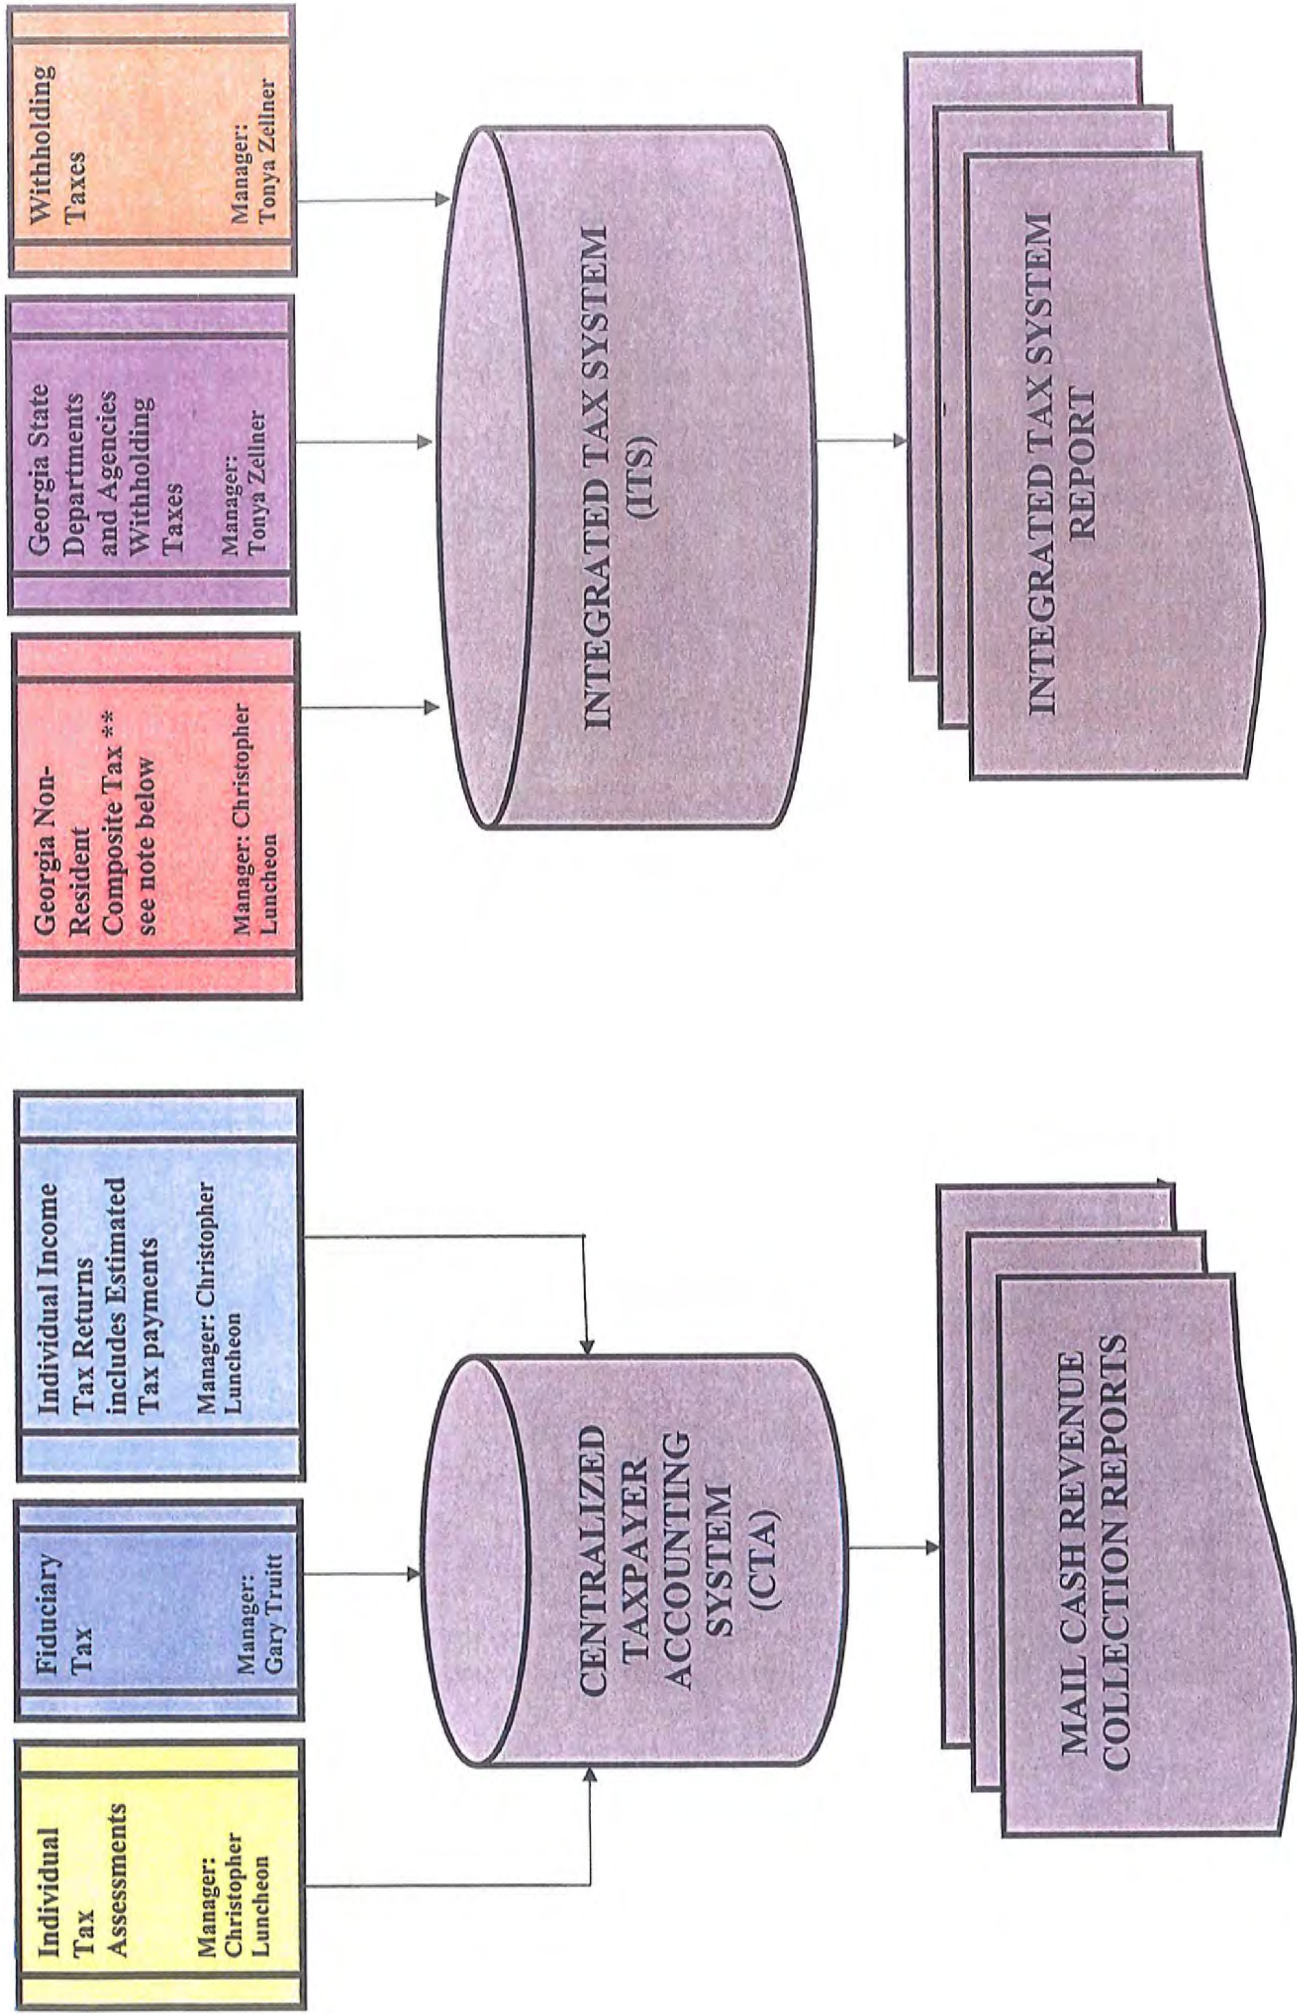 Individual
Tax
Assessments
Manager:
Christopher
Luncheon
Fiduciary
Tax
Manager:
Gary Truitt
Individual Income
Tax Returns
includes Estimated
Tax payments
Manager: Christopher
Luncheon
Georgia Non-
Resident
Composite Tax **
see note below
Manager: Christopher
Luncheon
Georgia State
Departments
and Agencies
Withholding
Taxes
Manager:
Tonya Zellner
Withholding
Taxes
Manager:
Tonya Zellner
CENTRALIZED
TAXPAYER
ACCOUNTING
SYSTEM
(CTA)
INTEGRATED TAX SYSTEM
(ITS)
MAIL CASH REVENUE
COLLECTION REPORTS
INTEGRATED TAX SYSTEM
REPORT